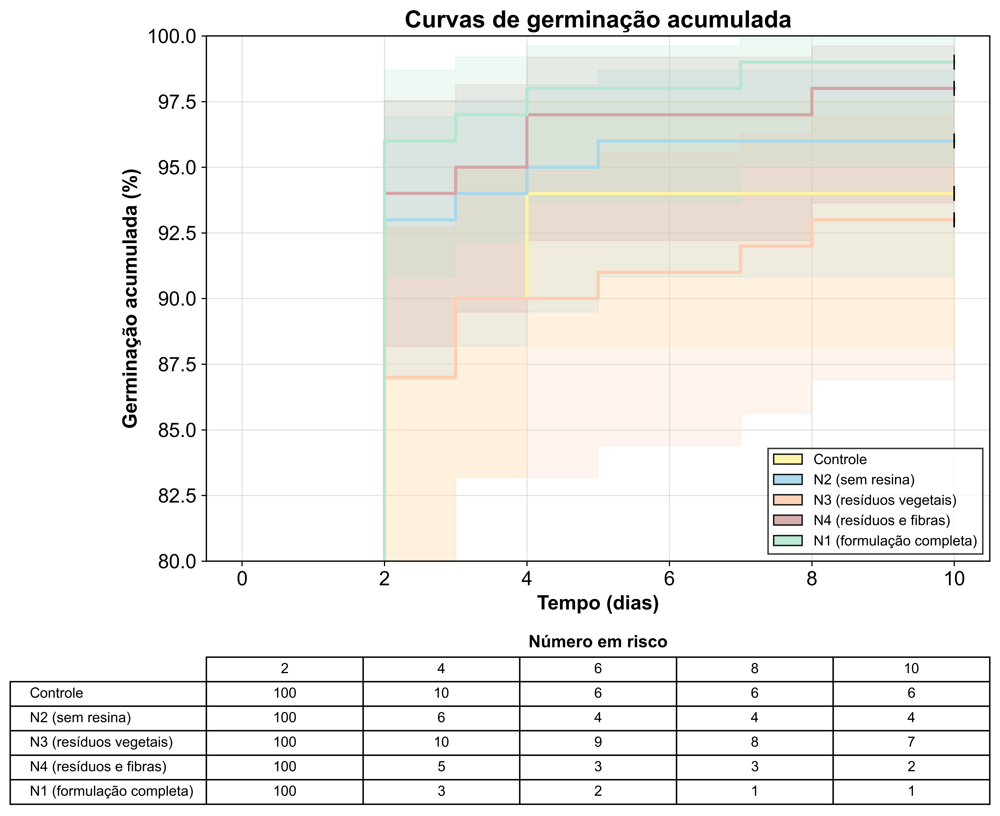 Curvas de germinação acumulada
Germinação acumulada (%)
100.0
97.5
95.0
92.5
90.0
87.5
85.0
82.5
80.0
0 2 4 6 8 10
Tempo (dias)
Controle
N2 (sem resina)
N3 (resíduos vegetais)
N4 (resíduos e fibras)
N1 (formulação completa)
Número em risco
2 4 6 8 10
Controle 100 10 6 6 6
N2 (sem resina) 100 6 4 4 4
N3 (resíduos vegetais) 100 10 9 8 7
N4 (resíduos e fibras) 100 5 3 3 2
N1 (formulação completa) 100 3 2 1 1